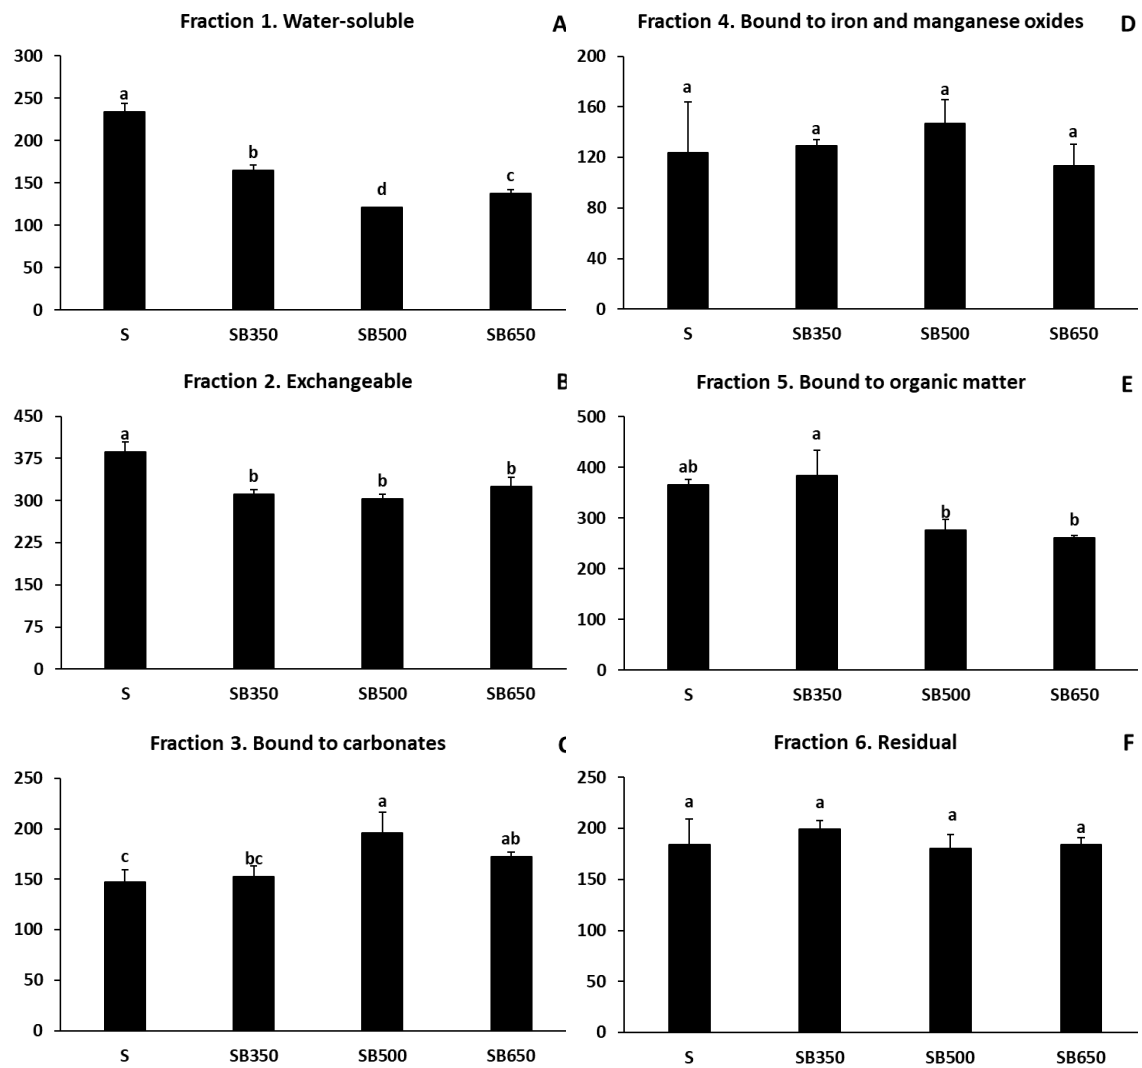 Fraction 1. Water-soluble A
300
250
200
150
100
50
0
a
b
d
c
S SB350 SB500 SB650
Fraction 4. Bound to iron and manganese oxides D
200
160
120
80
40
0
a
a
a
a
S SB350 SB500 SB650
Fraction 2. Exchangeable B
450
375
300
225
150
75
0
a
b
b
b
S SB350 SB500 SB650
Fraction 5. Bound to organic matter E
500
400
300
200
100
0
ab
a
b
b
S SB350 SB500 SB650
Fraction 3. Bound to carbonates C
250
200
150
100
50
0
c
bc
a
ab
S SB350 SB500 SB650
Fraction 6. Residual F
250
200
150
100
50
0
a
a
a
a
S SB350 SB500 SB650